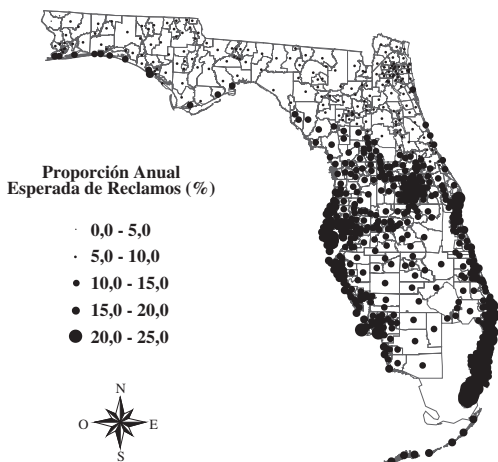 Proporción Anual
Esperada de Reclamos (%)
0,0 - 5,0
5,0 - 10,0
10,0 - 15,0
15,0 - 20,0
20,0 - 25,0
N
O E
S